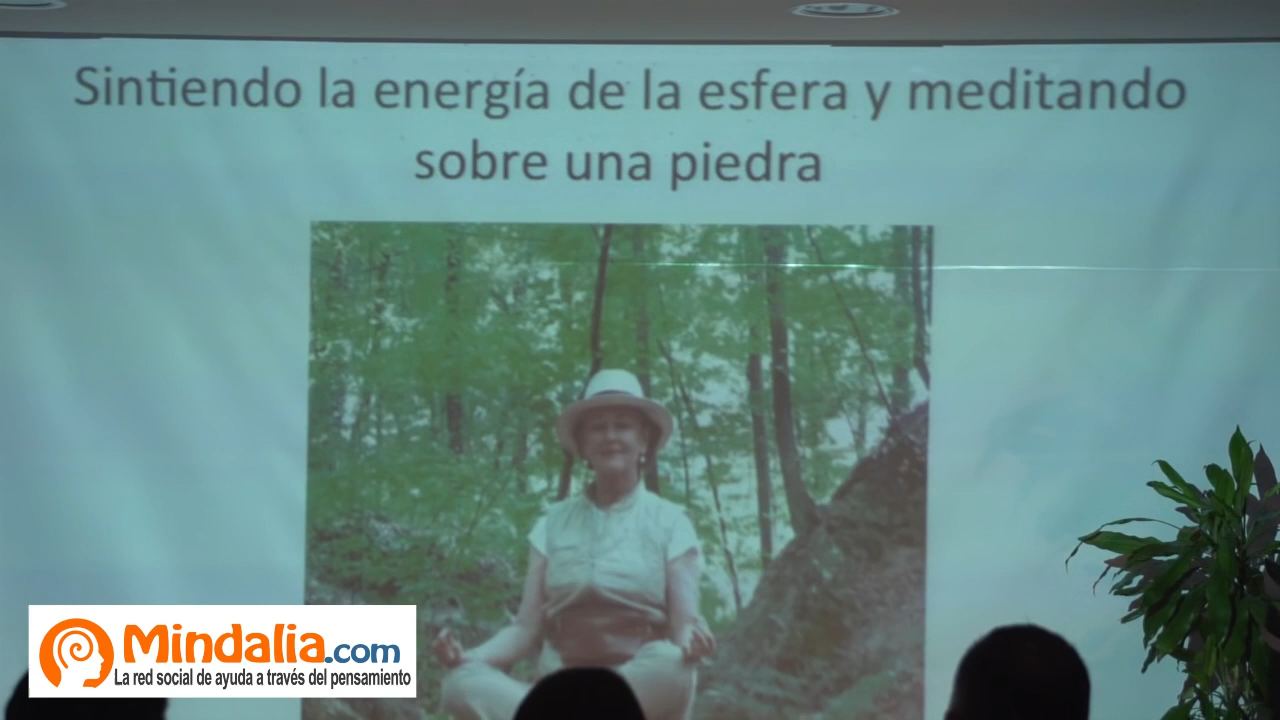 Sintiendo la energía de la esfera y meditando
sobre una piedra
Mindalia.com
La red social de ayuda a través del pensamiento